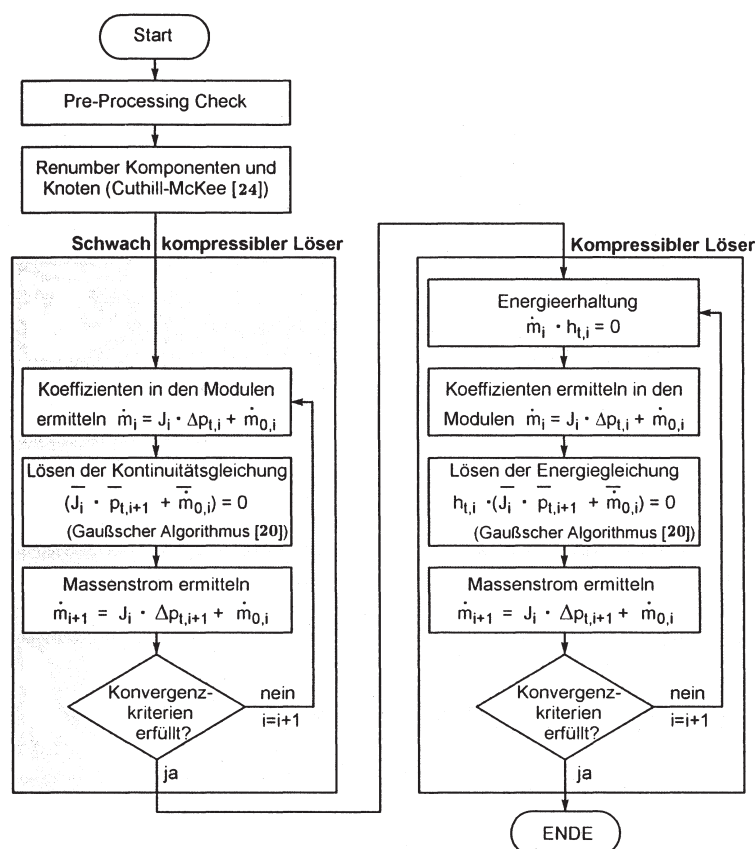 Start
Pre-Processing Check
Renumber Komponenten und
Knoten (Cuthill-McKee [24])
Schwach kompressibler Löser
Koeffizienten in den Modulen
ermitteln ṁᵢ = Jᵢ · Δpₜ,ᵢ + ṁ₀,ᵢ
Lösen der Kontinuitätsgleichung
(J̅ᵢ · p̅ₜ,ᵢ₊₁ + ṁ̅₀,ᵢ) = 0
(Gaußscher Algorithmus [20])
Massenstrom ermitteln
ṁᵢ₊₁ = Jᵢ · Δpₜ,ᵢ₊₁ + ṁ₀,ᵢ
Konvergenz-
kriterien
erfüllt?
nein
i=i+1
ja
Kompressibler Löser
Energieerhaltung
ṁᵢ · hₜ,ᵢ = 0
Koeffizienten ermitteln in den
Modulen ṁᵢ = Jᵢ · Δpₜ,ᵢ + ṁ₀,ᵢ
Lösen der Energiegleichung
hₜ,ᵢ ·(J̅ᵢ · p̅ₜ,ᵢ₊₁ + ṁ̅₀,ᵢ) = 0
(Gaußscher Algorithmus [20])
Massenstrom ermitteln
ṁᵢ₊₁ = Jᵢ · Δpₜ,ᵢ₊₁ + ṁ₀,ᵢ
Konvergenz-
kriterien
erfüllt?
nein
i=i+1
ja
ENDE